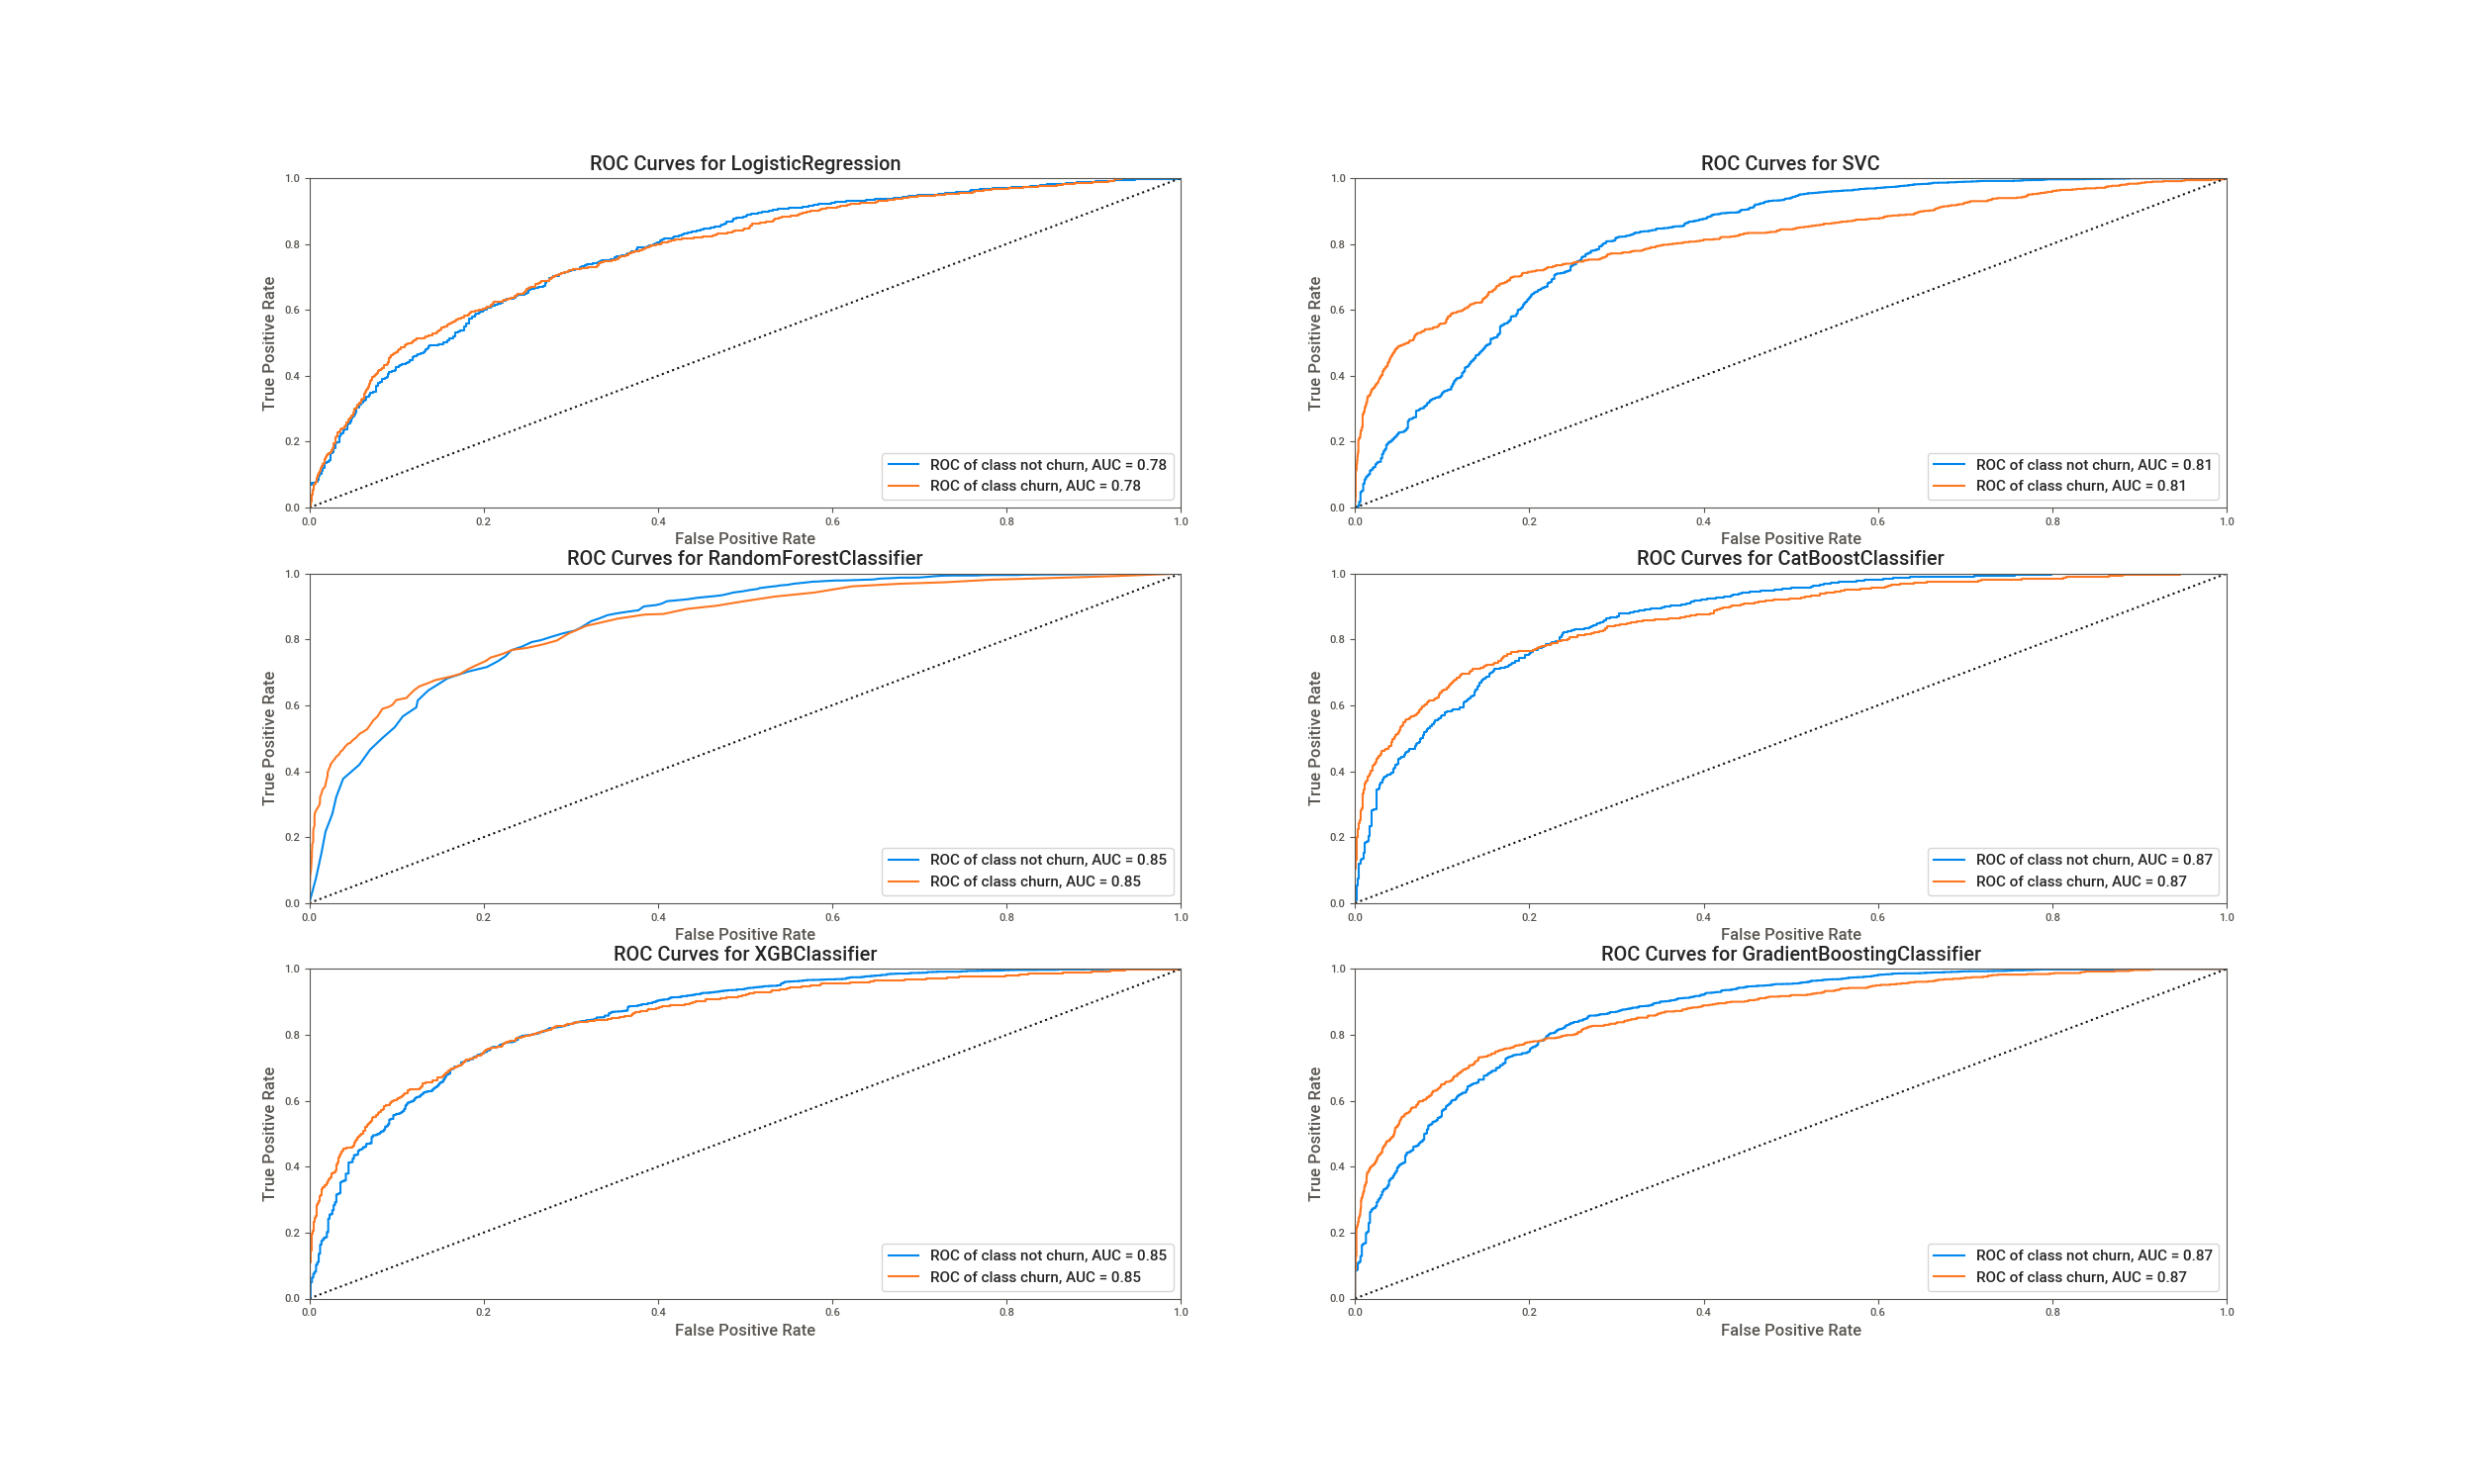 ROC Curves for LogisticRegression
1.0
0.8
0.6
0.4
0.2
0.0
True Positive Rate
ROC of class not churn, AUC = 0.78
ROC of class churn, AUC = 0.78
0.0 0.2 0.4 0.6 0.8 1.0
False Positive Rate
ROC Curves for SVC
1.0
0.8
0.6
0.4
0.2
0.0
True Positive Rate
ROC of class not churn, AUC = 0.81
ROC of class churn, AUC = 0.81
0.0 0.2 0.4 0.6 0.8 1.0
False Positive Rate
ROC Curves for RandomForestClassifier
1.0
0.8
0.6
0.4
0.2
0.0
True Positive Rate
ROC of class not churn, AUC = 0.85
ROC of class churn, AUC = 0.85
0.0 0.2 0.4 0.6 0.8 1.0
False Positive Rate
ROC Curves for CatBoostClassifier
1.0
0.8
0.6
0.4
0.2
0.0
True Positive Rate
ROC of class not churn, AUC = 0.87
ROC of class churn, AUC = 0.87
0.0 0.2 0.4 0.6 0.8 1.0
False Positive Rate
ROC Curves for XGBClassifier
1.0
0.8
0.6
0.4
0.2
0.0
True Positive Rate
ROC of class not churn, AUC = 0.85
ROC of class churn, AUC = 0.85
0.0 0.2 0.4 0.6 0.8 1.0
False Positive Rate
ROC Curves for GradientBoostingClassifier
1.0
0.8
0.6
0.4
0.2
0.0
True Positive Rate
ROC of class not churn, AUC = 0.87
ROC of class churn, AUC = 0.87
0.0 0.2 0.4 0.6 0.8 1.0
False Positive Rate